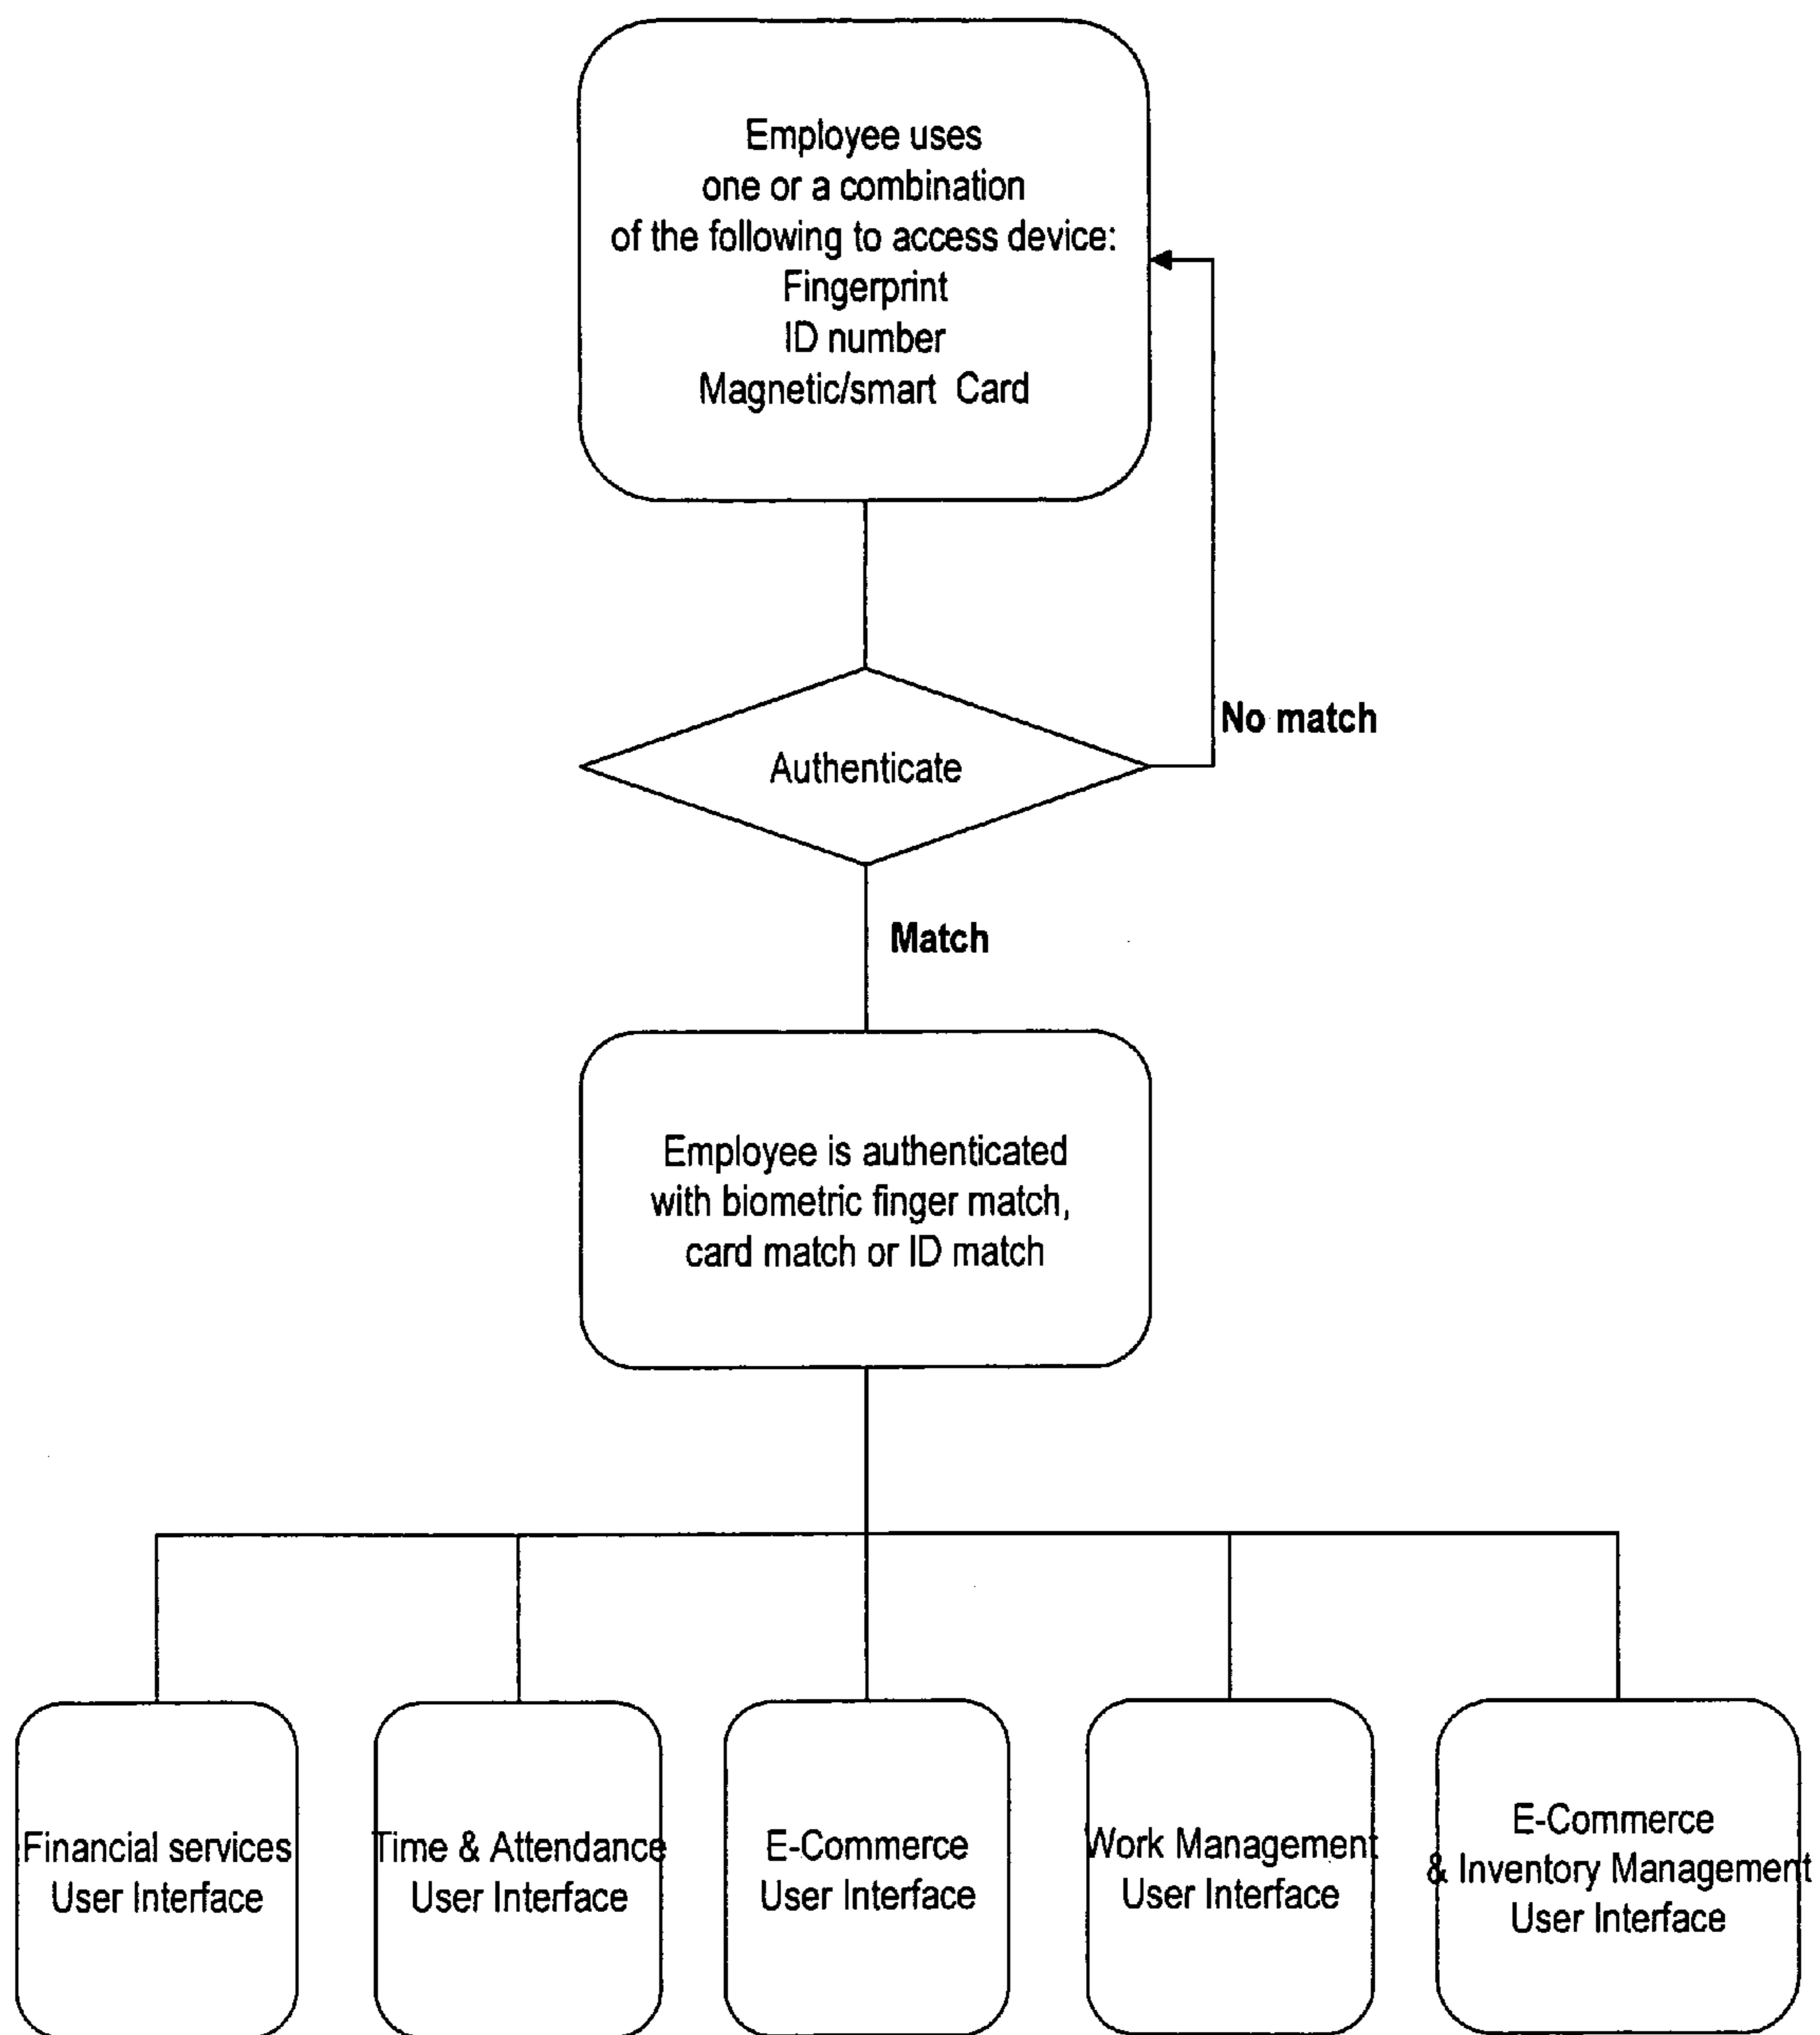 Employee uses
one or a combination
of the following to access device:
Fingerprint
ID number
Magnetic/smart Card
No match
Authenticate
Match
Employee is authenticated
with biometric finger match,
card match or ID match
Financial services
User Interface
Time & Attendance
User Interface
E-Commerce
User Interface
Work Management
User Interface
E-Commerce
& Inventory Management
User Interface